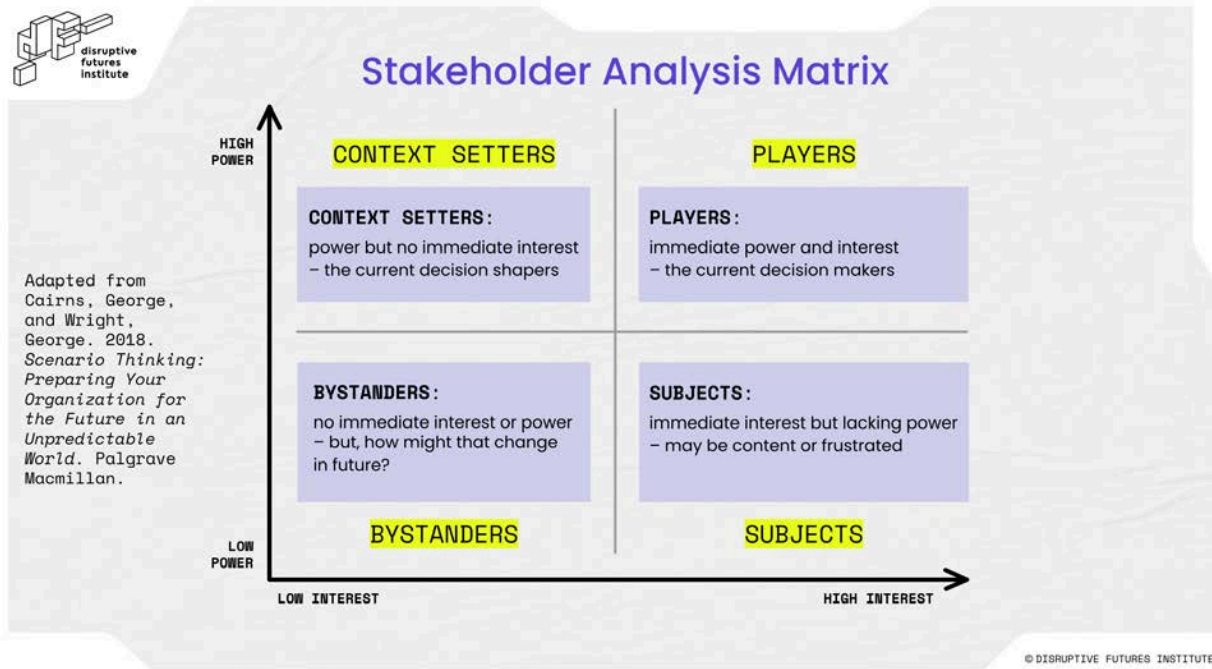 disruptive
futures
institute
Stakeholder Analysis Matrix
HIGH
POWER
CONTEXT SETTERS
PLAYERS
CONTEXT SETTERS:
power but no immediate interest
– the current decision shapers
PLAYERS:
immediate power and interest
– the current decision makers
Adapted from
Cairns, George,
and Wright,
George. 2018.
Scenario Thinking:
Preparing Your
Organization for
the Future in an
Unpredictable
World. Palgrave
Macmillan.
BYSTANDERS:
no immediate interest or power
– but, how might that change
in future?
SUBJECTS:
immediate interest but lacking power
– may be content or frustrated
BYSTANDERS
SUBJECTS
LOW
POWER
LOW INTEREST
HIGH INTEREST
© DISRUPTIVE FUTURES INSTITUTE